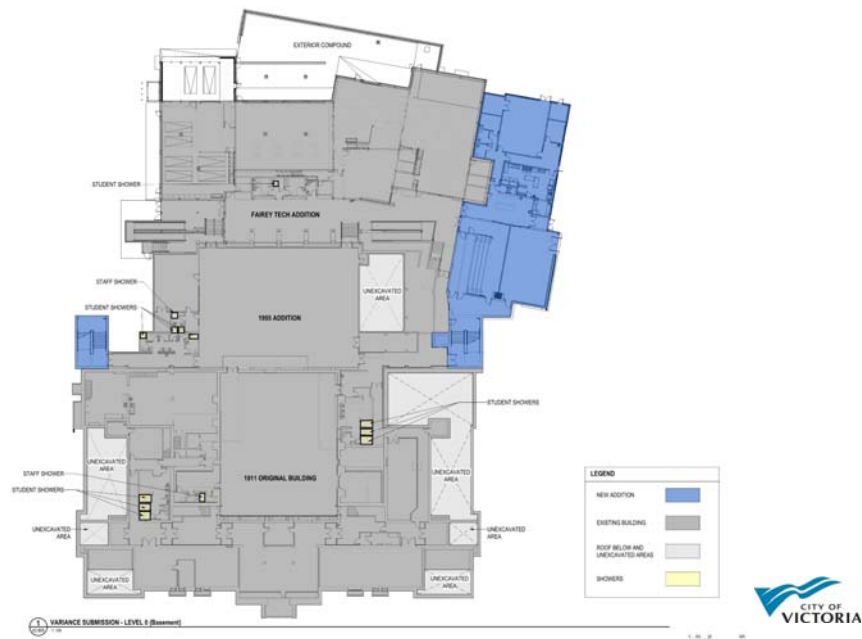 EXTERIOR COMPOUND
STUDENT SHOWER
FAIREY TECH ADDITION
STAFF SHOWER
UNEXCAVATED
AREA
STUDENT SHOWERS
1955 ADDITION
STUDENT SHOWERS
UNEXCAVATED
AREA
UNEXCAVATED
AREA
STAFF SHOWER
1911 ORIGINAL BUILDING
STUDENT SHOWERS
UNEXCAVATED
AREA
UNEXCAVATED
AREA
UNEXCAVATED
AREA
UNEXCAVATED
AREA
LEGEND
NEW ADDITION
EXISTING BUILDING
ROOF BELOW AND
UNEXCAVATED AREAS
SHOWERS
1
VARIANCE SUBMISSION - LEVEL 0 (Basement)
CITY OF
VICTORIA